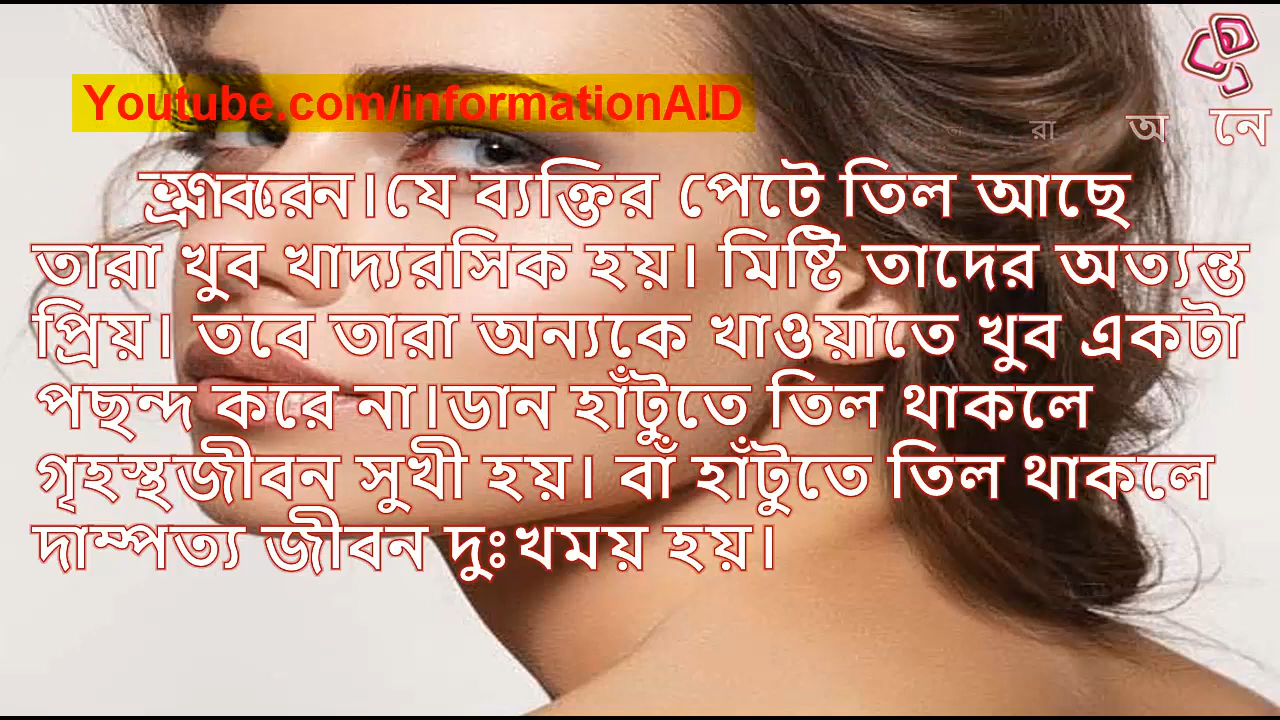 Youtube.com/informationAID
রা অ নে
যে ব্যক্তির পেটে তিল আছে
তারা খুব খাদ্যরসিক হয়। মিষ্টি তাদের অত্যন্ত
প্রিয়। তবে তারা অন্যকে খাওয়াতে খুব একটা
পছন্দ করে না।ডান হাঁটুতে তিল থাকলে
গৃহস্থজীবন সুখী হয়। বাঁ হাঁটুতে তিল থাকলে
দাম্পত্য জীবন দুঃখময় হয়।